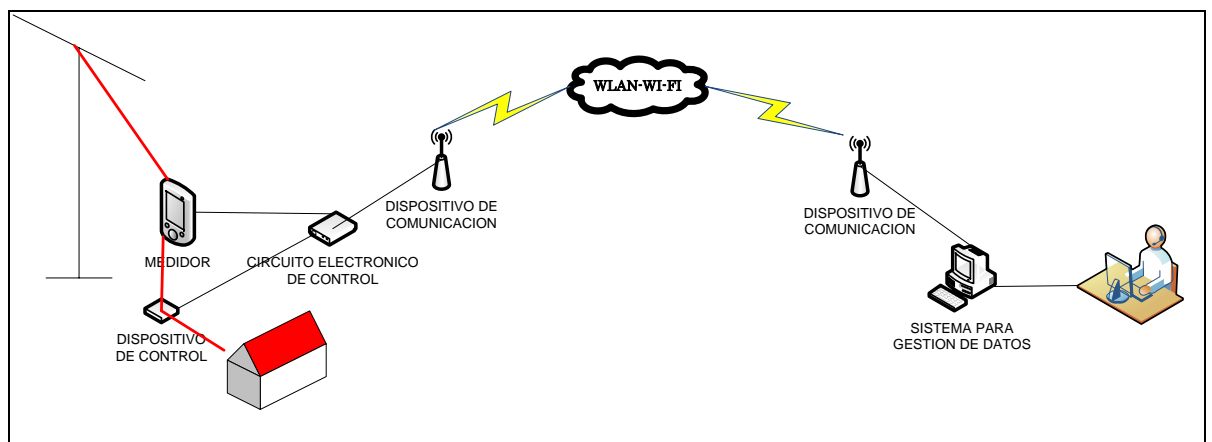 WLAN-WI-FI
DISPOSITIVO DE
COMUNICACION
DISPOSITIVO DE
COMUNICACION
MEDIDOR
CIRCUITO ELECTRONICO
DE CONTROL
DISPOSITIVO
DE CONTROL
SISTEMA PARA
GESTION DE DATOS